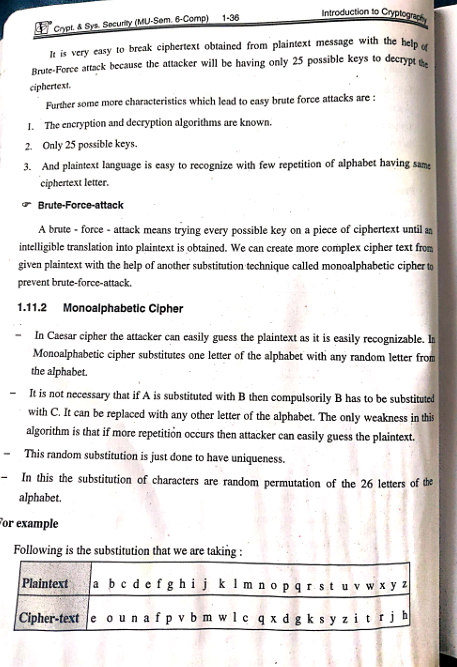 Crypt. & Sys. Security (MU-Sem. 6-Comp) 1-36 Introduction to Cryptography
It is very easy to break ciphertext obtained from plaintext message with the help of
Brute-Force attack because the attacker will be having only 25 possible keys to decrypt the
ciphertext.
Further some more characteristics which lead to easy brute force attacks are :
1. The encryption and decryption algorithms are known.
2. Only 25 possible keys.
3. And plaintext language is easy to recognize with few repetition of alphabet having same
ciphertext letter.
☞ Brute-Force-attack
A brute - force - attack means trying every possible key on a piece of ciphertext until an
intelligible translation into plaintext is obtained. We can create more complex cipher text from
given plaintext with the help of another substitution technique called monoalphabetic cipher to
prevent brute-force-attack.
1.11.2 Monoalphabetic Cipher
– In Caesar cipher the attacker can easily guess the plaintext as it is easily recognizable. In
Monoalphabetic cipher substitutes one letter of the alphabet with any random letter from
the alphabet.
– It is not necessary that if A is substituted with B then compulsorily B has to be substituted
with C. It can be replaced with any other letter of the alphabet. The only weakness in this
algorithm is that if more repetition occurs then attacker can easily guess the plaintext.
– This random substitution is just done to have uniqueness.
– In this the substitution of characters are random permutation of the 26 letters of the
alphabet.
For example
Following is the substitution that we are taking :
Plaintext a b c d e f g h i j k l m n o p q r s t u v w x y z
Cipher-text e o u n a f p v b m w l c q x d g k s y z i t r j h